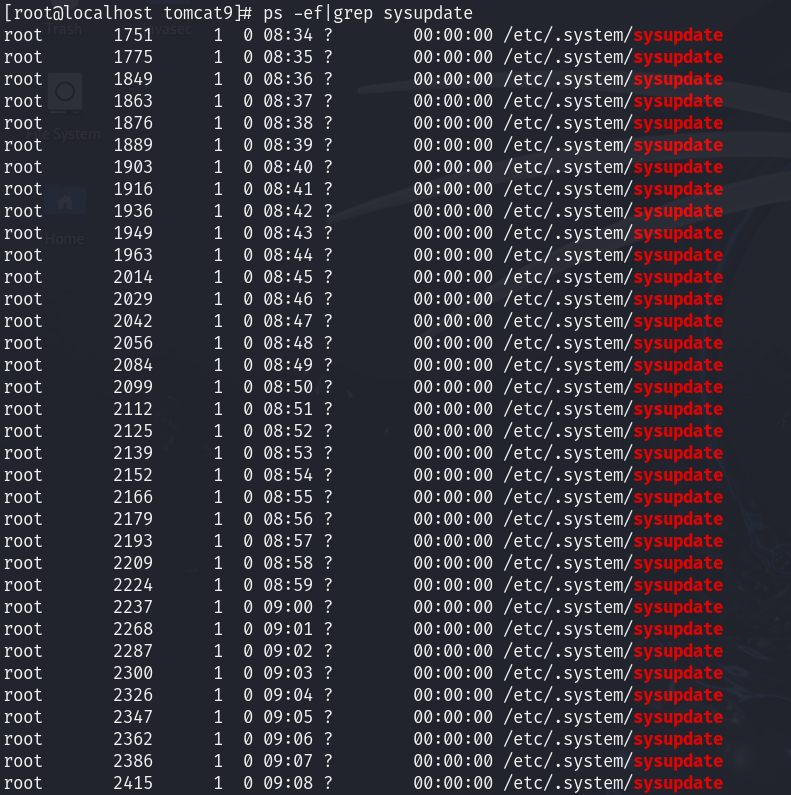 [root@localhost tomcat9]# ps -ef|grep sysupdate
root 1751 1 0 08:34 ? 00:00:00 /etc/.system/sysupdate
root 1775 1 0 08:35 ? 00:00:00 /etc/.system/sysupdate
root 1849 1 0 08:36 ? 00:00:00 /etc/.system/sysupdate
root 1863 1 0 08:37 ? 00:00:00 /etc/.system/sysupdate
root 1876 1 0 08:38 ? 00:00:00 /etc/.system/sysupdate
root 1889 1 0 08:39 ? 00:00:00 /etc/.system/sysupdate
root 1903 1 0 08:40 ? 00:00:00 /etc/.system/sysupdate
root 1916 1 0 08:41 ? 00:00:00 /etc/.system/sysupdate
root 1936 1 0 08:42 ? 00:00:00 /etc/.system/sysupdate
root 1949 1 0 08:43 ? 00:00:00 /etc/.system/sysupdate
root 1963 1 0 08:44 ? 00:00:00 /etc/.system/sysupdate
root 2014 1 0 08:45 ? 00:00:00 /etc/.system/sysupdate
root 2029 1 0 08:46 ? 00:00:00 /etc/.system/sysupdate
root 2042 1 0 08:47 ? 00:00:00 /etc/.system/sysupdate
root 2056 1 0 08:48 ? 00:00:00 /etc/.system/sysupdate
root 2084 1 0 08:49 ? 00:00:00 /etc/.system/sysupdate
root 2099 1 0 08:50 ? 00:00:00 /etc/.system/sysupdate
root 2112 1 0 08:51 ? 00:00:00 /etc/.system/sysupdate
root 2125 1 0 08:52 ? 00:00:00 /etc/.system/sysupdate
root 2139 1 0 08:53 ? 00:00:00 /etc/.system/sysupdate
root 2152 1 0 08:54 ? 00:00:00 /etc/.system/sysupdate
root 2166 1 0 08:55 ? 00:00:00 /etc/.system/sysupdate
root 2179 1 0 08:56 ? 00:00:00 /etc/.system/sysupdate
root 2193 1 0 08:57 ? 00:00:00 /etc/.system/sysupdate
root 2209 1 0 08:58 ? 00:00:00 /etc/.system/sysupdate
root 2224 1 0 08:59 ? 00:00:00 /etc/.system/sysupdate
root 2237 1 0 09:00 ? 00:00:00 /etc/.system/sysupdate
root 2268 1 0 09:01 ? 00:00:00 /etc/.system/sysupdate
root 2287 1 0 09:02 ? 00:00:00 /etc/.system/sysupdate
root 2300 1 0 09:03 ? 00:00:00 /etc/.system/sysupdate
root 2326 1 0 09:04 ? 00:00:00 /etc/.system/sysupdate
root 2347 1 0 09:05 ? 00:00:00 /etc/.system/sysupdate
root 2362 1 0 09:06 ? 00:00:00 /etc/.system/sysupdate
root 2386 1 0 09:07 ? 00:00:00 /etc/.system/sysupdate
root 2415 1 0 09:08 ? 00:00:00 /etc/.system/sysupdate
Trash
File System
Home